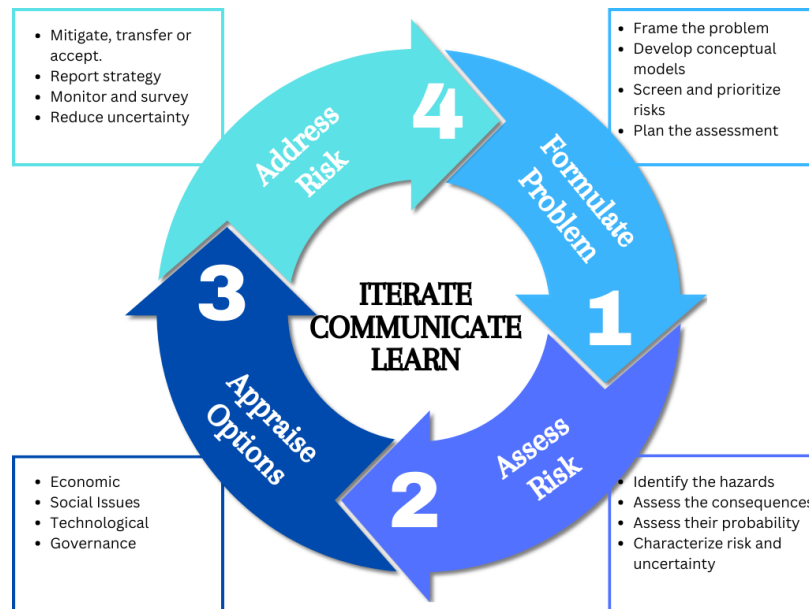 • Mitigate, transfer or
accept.
• Report strategy
• Monitor and survey
• Reduce uncertainty
• Frame the problem
• Develop conceptual
models
• Screen and prioritize
risks
• Plan the assessment
4
Address
Risk
Formulate
Problem
1
ITERATE
COMMUNICATE
LEARN
3
Appraise
Options
2
Assess
Risk
• Economic
• Social Issues
• Technological
• Governance
• Identify the hazards
• Assess the consequences
• Assess their probability
• Characterize risk and
uncertainty